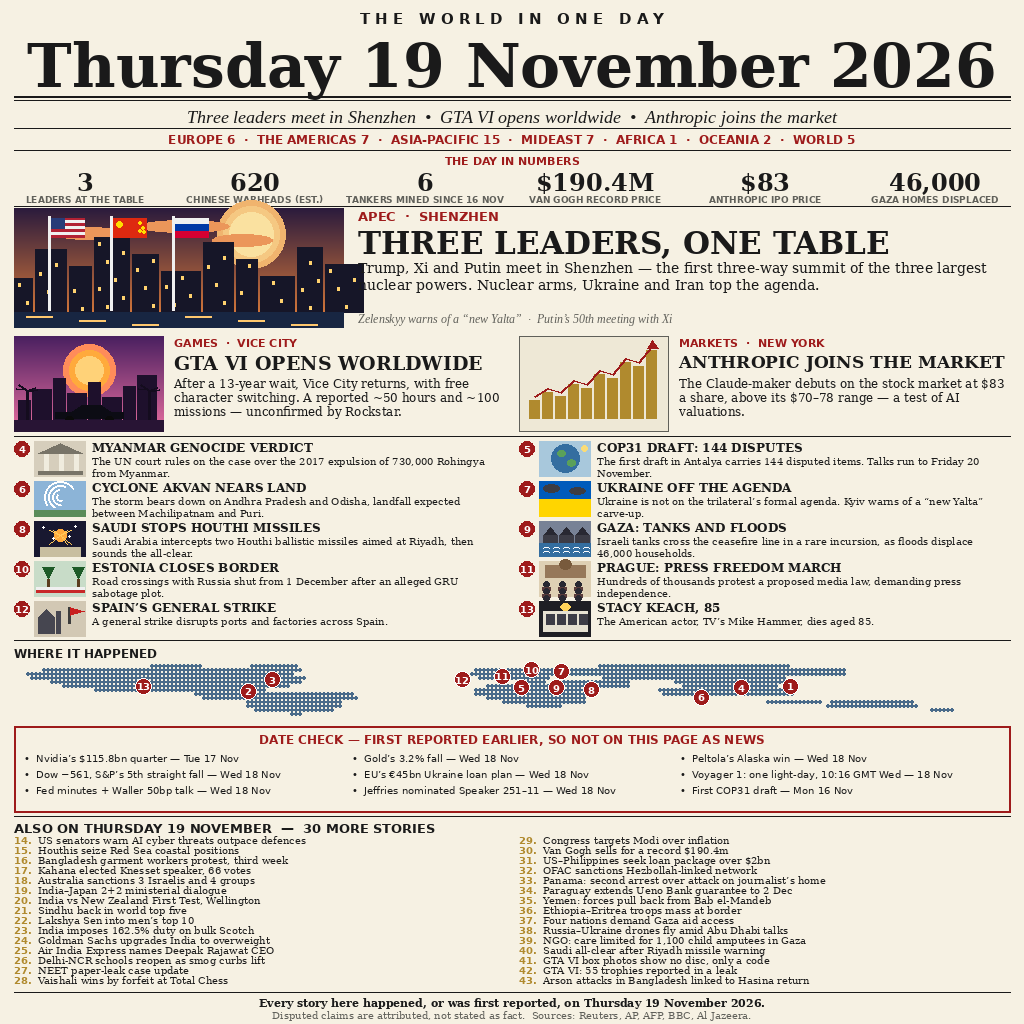 THE WORLD IN ONE DAY
Thursday 19 November 2026
Three leaders meet in Shenzhen • GTA VI opens worldwide • Anthropic joins the market
EUROPE 6 · THE AMERICAS 7 · ASIA-PACIFIC 15 · MIDEAST 7 · AFRICA 1 · OCEANIA 2 · WORLD 5
THE DAY IN NUMBERS
3
LEADERS AT THE TABLE
620
CHINESE WARHEADS (EST.)
6
TANKERS MINED SINCE 16 NOV
$190.4M
VAN GOGH RECORD PRICE
$83
ANTHROPIC IPO PRICE
46,000
GAZA HOMES DISPLACED
APEC · SHENZHEN
THREE LEADERS, ONE TABLE
Trump, Xi and Putin meet in Shenzhen — the first three-way summit of the three largest
nuclear powers. Nuclear arms, Ukraine and Iran top the agenda.
Zelenskyy warns of a “new Yalta” · Putin’s 50th meeting with Xi
GAMES · VICE CITY
GTA VI OPENS WORLDWIDE
After a 13-year wait, Vice City returns, with free
character switching. A reported ~50 hours and ~100
missions — unconfirmed by Rockstar.
MARKETS · NEW YORK
ANTHROPIC JOINS THE MARKET
The Claude-maker debuts on the stock market at $83
a share, above its $70–78 range — a test of AI
valuations.
4
MYANMAR GENOCIDE VERDICT
The UN court rules on the case over the 2017 expulsion of 730,000 Rohingya
from Myanmar.
5
COP31 DRAFT: 144 DISPUTES
The first draft in Antalya carries 144 disputed items. Talks run to Friday 20
November.
6
CYCLONE AKVAN NEARS LAND
The storm bears down on Andhra Pradesh and Odisha, landfall expected
between Machilipatnam and Puri.
7
UKRAINE OFF THE AGENDA
Ukraine is not on the trilateral’s formal agenda. Kyiv warns of a “new Yalta”
carve-up.
8
SAUDI STOPS HOUTHI MISSILES
Saudi Arabia intercepts two Houthi ballistic missiles aimed at Riyadh, then
sounds the all-clear.
9
GAZA: TANKS AND FLOODS
Israeli tanks cross the ceasefire line in a rare incursion, as floods displace
46,000 households.
10
ESTONIA CLOSES BORDER
Road crossings with Russia shut from 1 December after an alleged GRU
sabotage plot.
11
PRAGUE: PRESS FREEDOM MARCH
Hundreds of thousands protest a proposed media law, demanding press
independence.
12
SPAIN’S GENERAL STRIKE
A general strike disrupts ports and factories across Spain.
13
STACY KEACH, 85
The American actor, TV’s Mike Hammer, dies aged 85.
WHERE IT HAPPENED
13
2
3
12
11
10
5
7
9
8
6
4
1
DATE CHECK — FIRST REPORTED EARLIER, SO NOT ON THIS PAGE AS NEWS
• Nvidia’s $115.8bn quarter — Tue 17 Nov
• Dow −561, S&P’s 5th straight fall — Wed 18 Nov
• Fed minutes + Waller 50bp talk — Wed 18 Nov
• Gold’s 3.2% fall — Wed 18 Nov
• EU’s €45bn Ukraine loan plan — Wed 18 Nov
• Jeffries nominated Speaker 251–11 — Wed 18 Nov
• Peltola’s Alaska win — Wed 18 Nov
• Voyager 1: one light-day, 10:16 GMT Wed — 18 Nov
• First COP31 draft — Mon 16 Nov
ALSO ON THURSDAY 19 NOVEMBER — 30 MORE STORIES
14. US senators warn AI cyber threats outpace defences
15. Houthis seize Red Sea coastal positions
16. Bangladesh garment workers protest, third week
17. Kahana elected Knesset speaker, 66 votes
18. Australia sanctions 3 Israelis and 4 groups
19. India–Japan 2+2 ministerial dialogue
20. India vs New Zealand First Test, Wellington
21. Sindhu back in world top five
22. Lakshya Sen into men’s top 10
23. India imposes 162.5% duty on bulk Scotch
24. Goldman Sachs upgrades India to overweight
25. Air India Express names Deepak Rajawat CEO
26. Delhi-NCR schools reopen as smog curbs lift
27. NEET paper-leak case update
28. Vaishali wins by forfeit at Total Chess
29. Congress targets Modi over inflation
30. Van Gogh sells for a record $190.4m
31. US–Philippines seek loan package over $2bn
32. OFAC sanctions Hezbollah-linked network
33. Panama: second arrest over attack on journalist’s home
34. Paraguay extends Ueno Bank guarantee to 2 Dec
35. Yemen: forces pull back from Bab el-Mandeb
36. Ethiopia–Eritrea troops mass at border
37. Four nations demand Gaza aid access
38. Russia–Ukraine drones fly amid Abu Dhabi talks
39. NGO: care limited for 1,100 child amputees in Gaza
40. Saudi all-clear after Riyadh missile warning
41. GTA VI box photos show no disc, only a code
42. GTA VI: 55 trophies reported in a leak
43. Arson attacks in Bangladesh linked to Hasina return
Every story here happened, or was first reported, on Thursday 19 November 2026.
Disputed claims are attributed, not stated as fact. Sources: Reuters, AP, AFP, BBC, Al Jazeera.